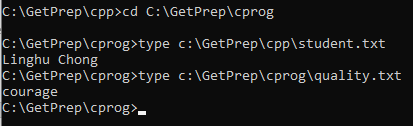 C:\GetPrep\cpp>cd C:\GetPrep\cprog
C:\GetPrep\cprog>type c:\GetPrep\cpp\student.txt
Linghu Chong
C:\GetPrep\cprog>type c:\GetPrep\cprog\quality.txt
courage
C:\GetPrep\cprog>